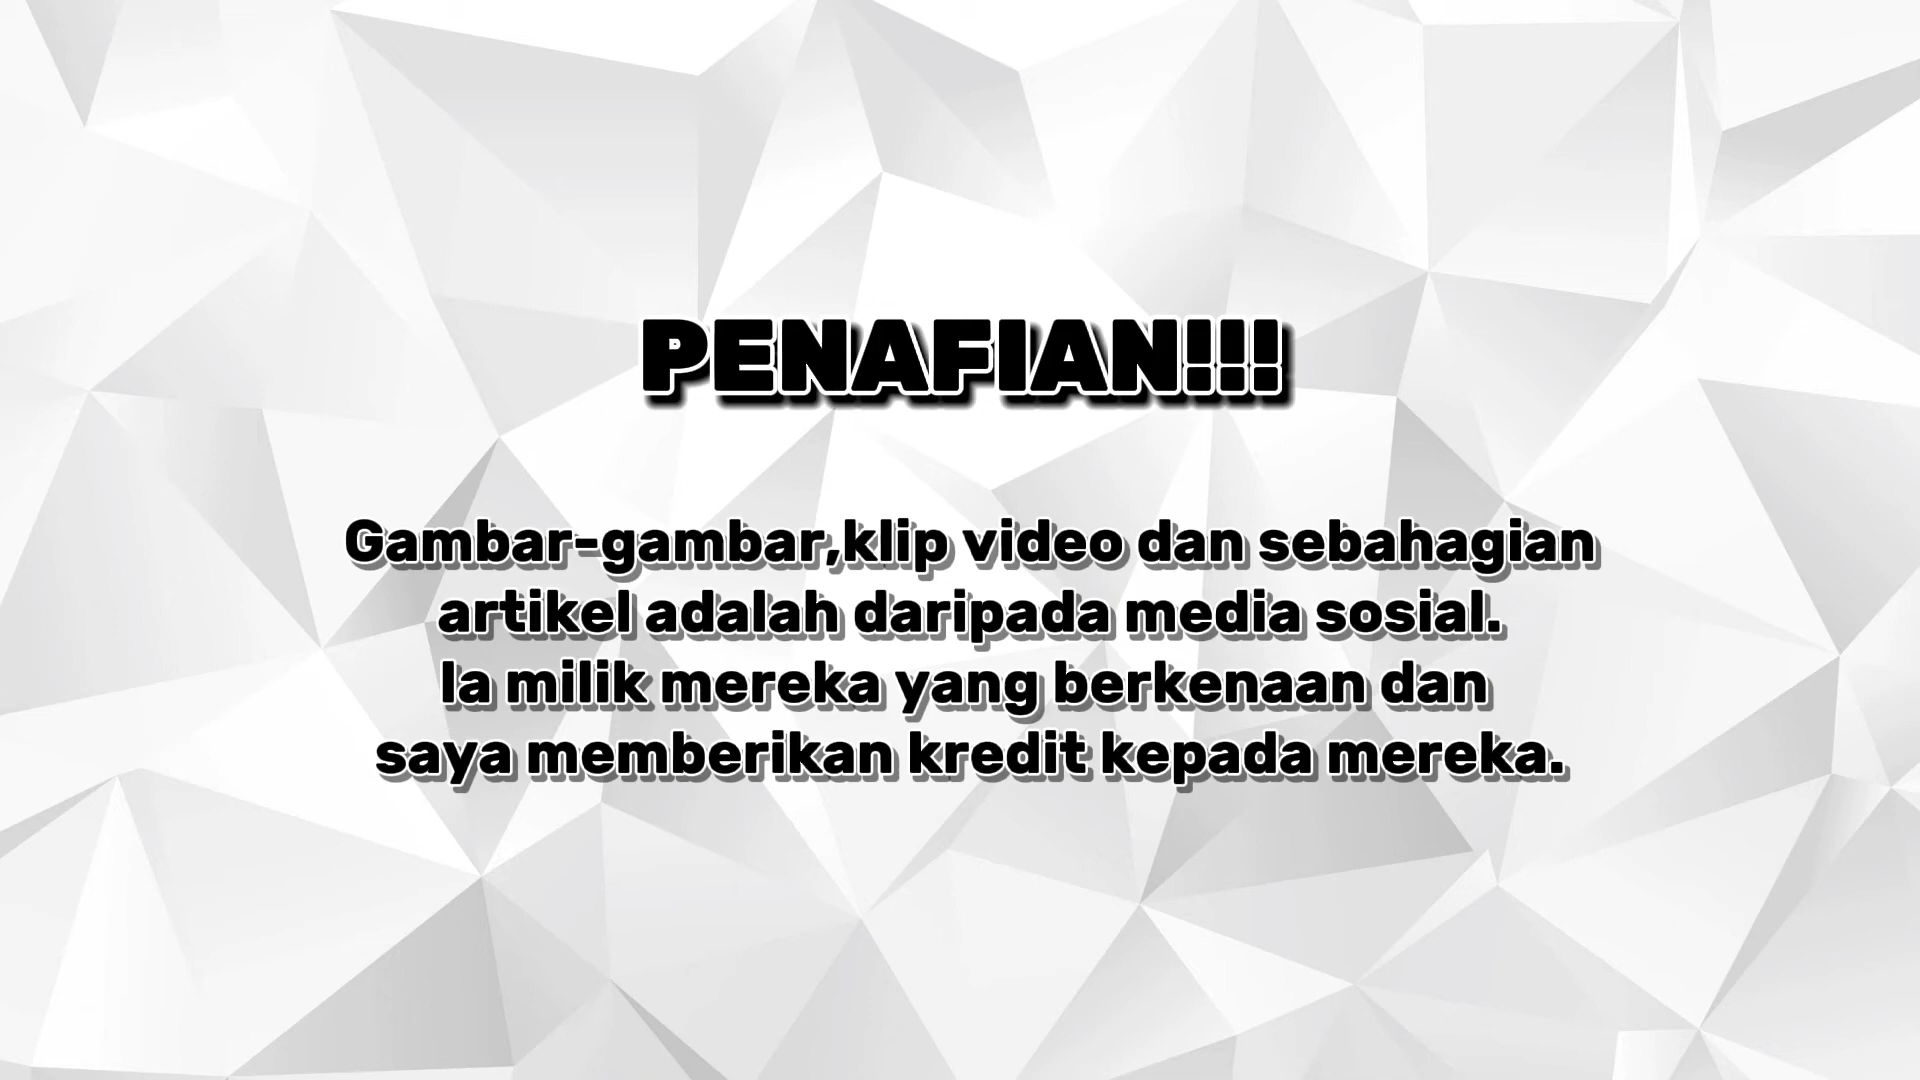 PENAFIAN!!!
Gambar-gambar,klip video dan sebahagian
artikel adalah daripada media sosial.
Ia milik mereka yang berkenaan dan
saya memberikan kredit kepada mereka.